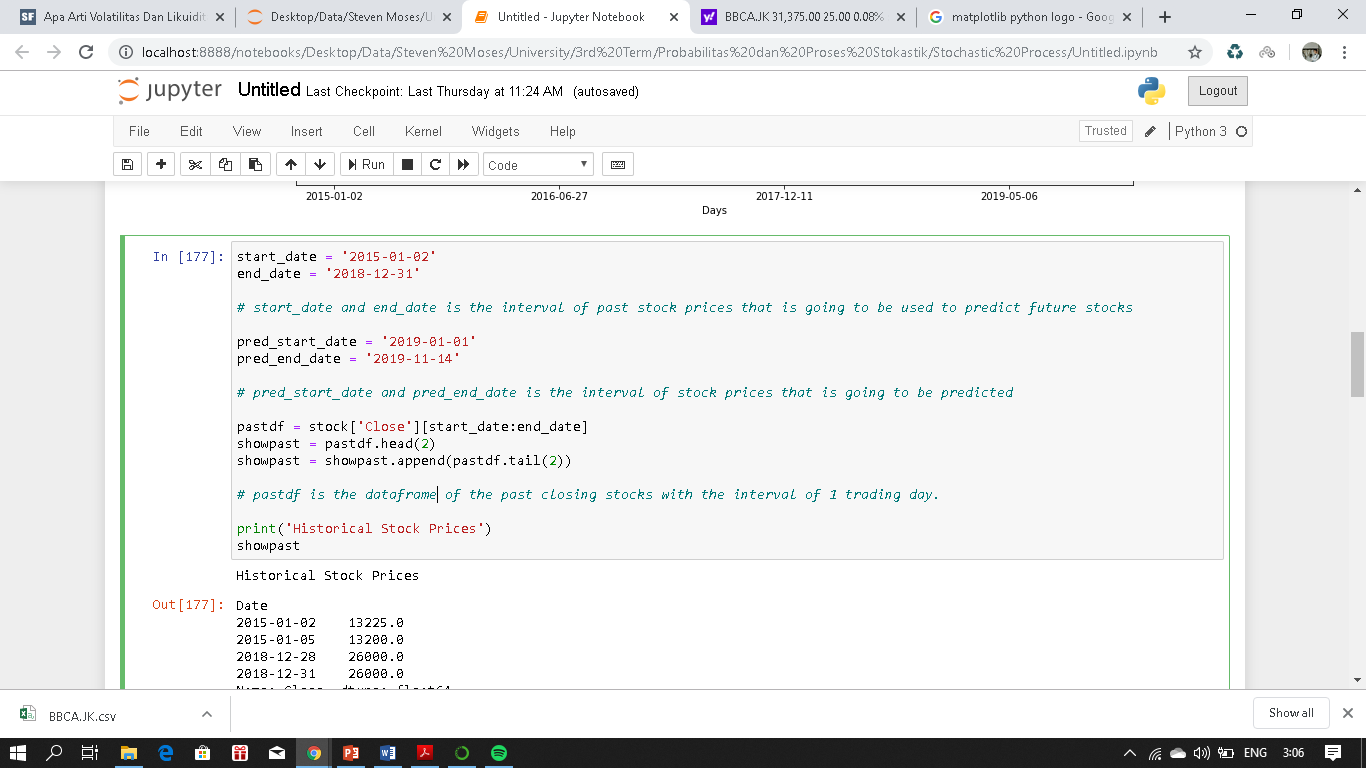 Apa Arti Volatilitas Dan Likuidit
Desktop/Data/Steven Moses/U
Untitled - Jupyter Notebook
BBCA.JK 31,375.00 25.00 0.08%
matplotlib python logo - Goog
localhost:8888/notebooks/Desktop/Data/Steven%20Moses/University/3rd%20Term/Probabilitas%20dan%20Proses%20Stokastik/Stochastic%20Process/Untitled.ipynb
jupyter Untitled Last Checkpoint: Last Thursday at 11:24 AM (autosaved)
Logout
File Edit View Insert Cell Kernel Widgets Help
Trusted
Python 3
Run
Code
2015-01-02 2016-06-27 2017-12-11 2019-05-06
Days
In [177]: start_date = '2015-01-02'
end_date = '2018-12-31'
# start_date and end_date is the interval of past stock prices that is going to be used to predict future stocks
pred_start_date = '2019-01-01'
pred_end_date = '2019-11-14'
# pred_start_date and pred_end_date is the interval of stock prices that is going to be predicted
pastdf = stock['Close'][start_date:end_date]
showpast = pastdf.head(2)
showpast = showpast.append(pastdf.tail(2))
# pastdf is the dataframe of the past closing stocks with the interval of 1 trading day.
print('Historical Stock Prices')
showpast
Historical Stock Prices
Out[177]: Date
2015-01-02 13225.0
2015-01-05 13200.0
2018-12-28 26000.0
2018-12-31 26000.0
Name: Close, dtype: float64
BBCA.JK.csv
Show all
ENG 3:06